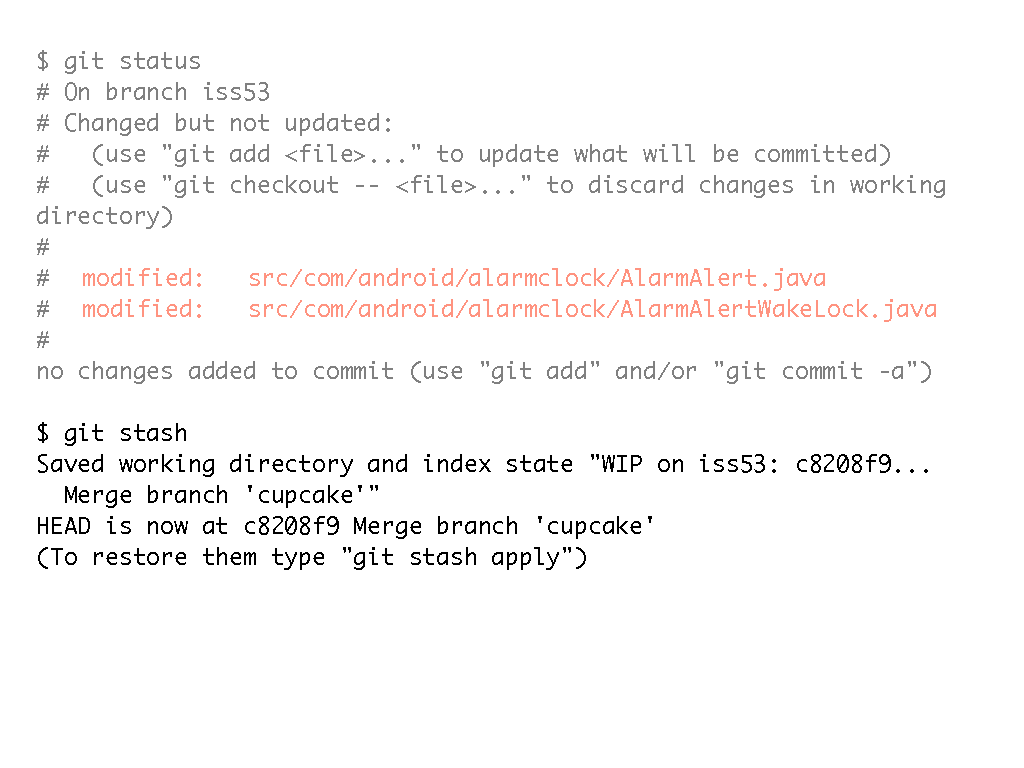 $ git status
# On branch iss53
# Changed but not updated:
#   (use "git add <file>..." to update what will be committed)
#   (use "git checkout -- <file>..." to discard changes in working
directory)
#
#  modified:   src/com/android/alarmclock/AlarmAlert.java
#  modified:   src/com/android/alarmclock/AlarmAlertWakeLock.java
#
no changes added to commit (use "git add" and/or "git commit -a")

$ git stash
Saved working directory and index state "WIP on iss53: c8208f9...
  Merge branch 'cupcake'"
HEAD is now at c8208f9 Merge branch 'cupcake'
(To restore them type "git stash apply")